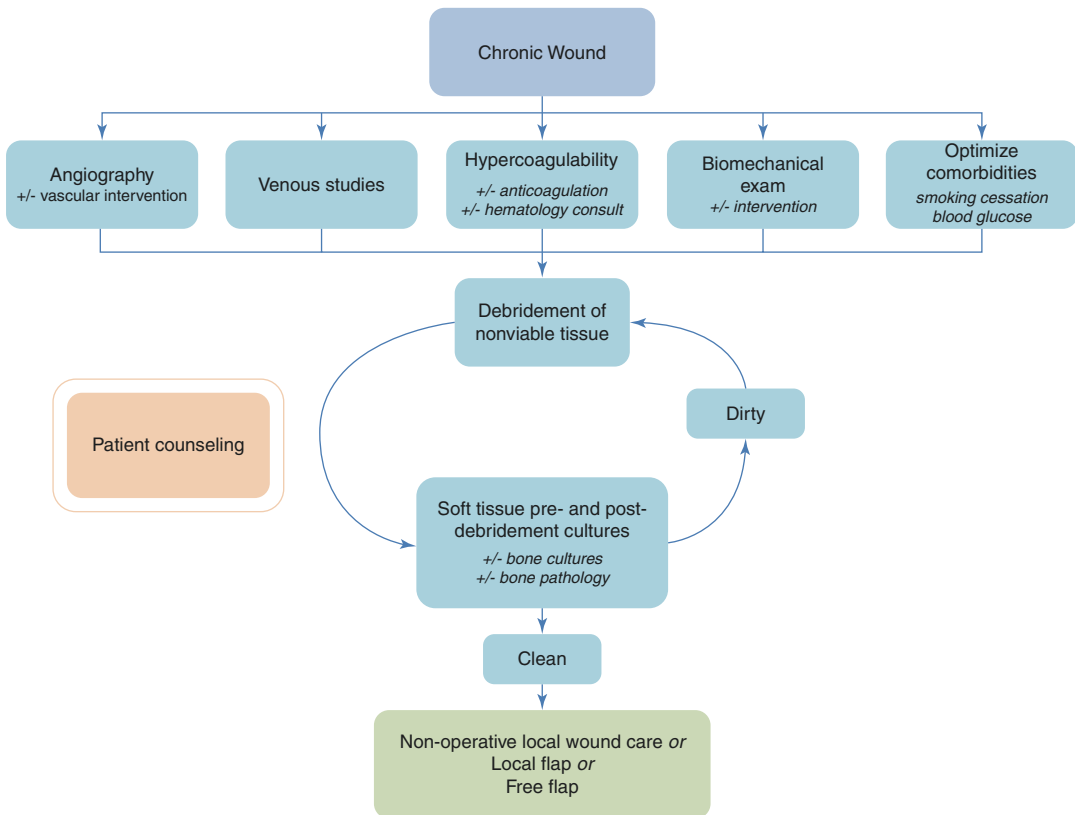 Chronic Wound
Angiography
+/- vascular intervention
Venous studies
Hypercoagulability
+/- anticoagulation
+/- hematology consult
Biomechanical
exam
+/- intervention
Optimize
comorbidities
smoking cessation
blood glucose
Debridement of
nonviable tissue
Dirty
Patient counseling
Soft tissue pre- and post-
debridement cultures
+/- bone cultures
+/- bone pathology
Clean
Non-operative local wound care or
Local flap or
Free flap